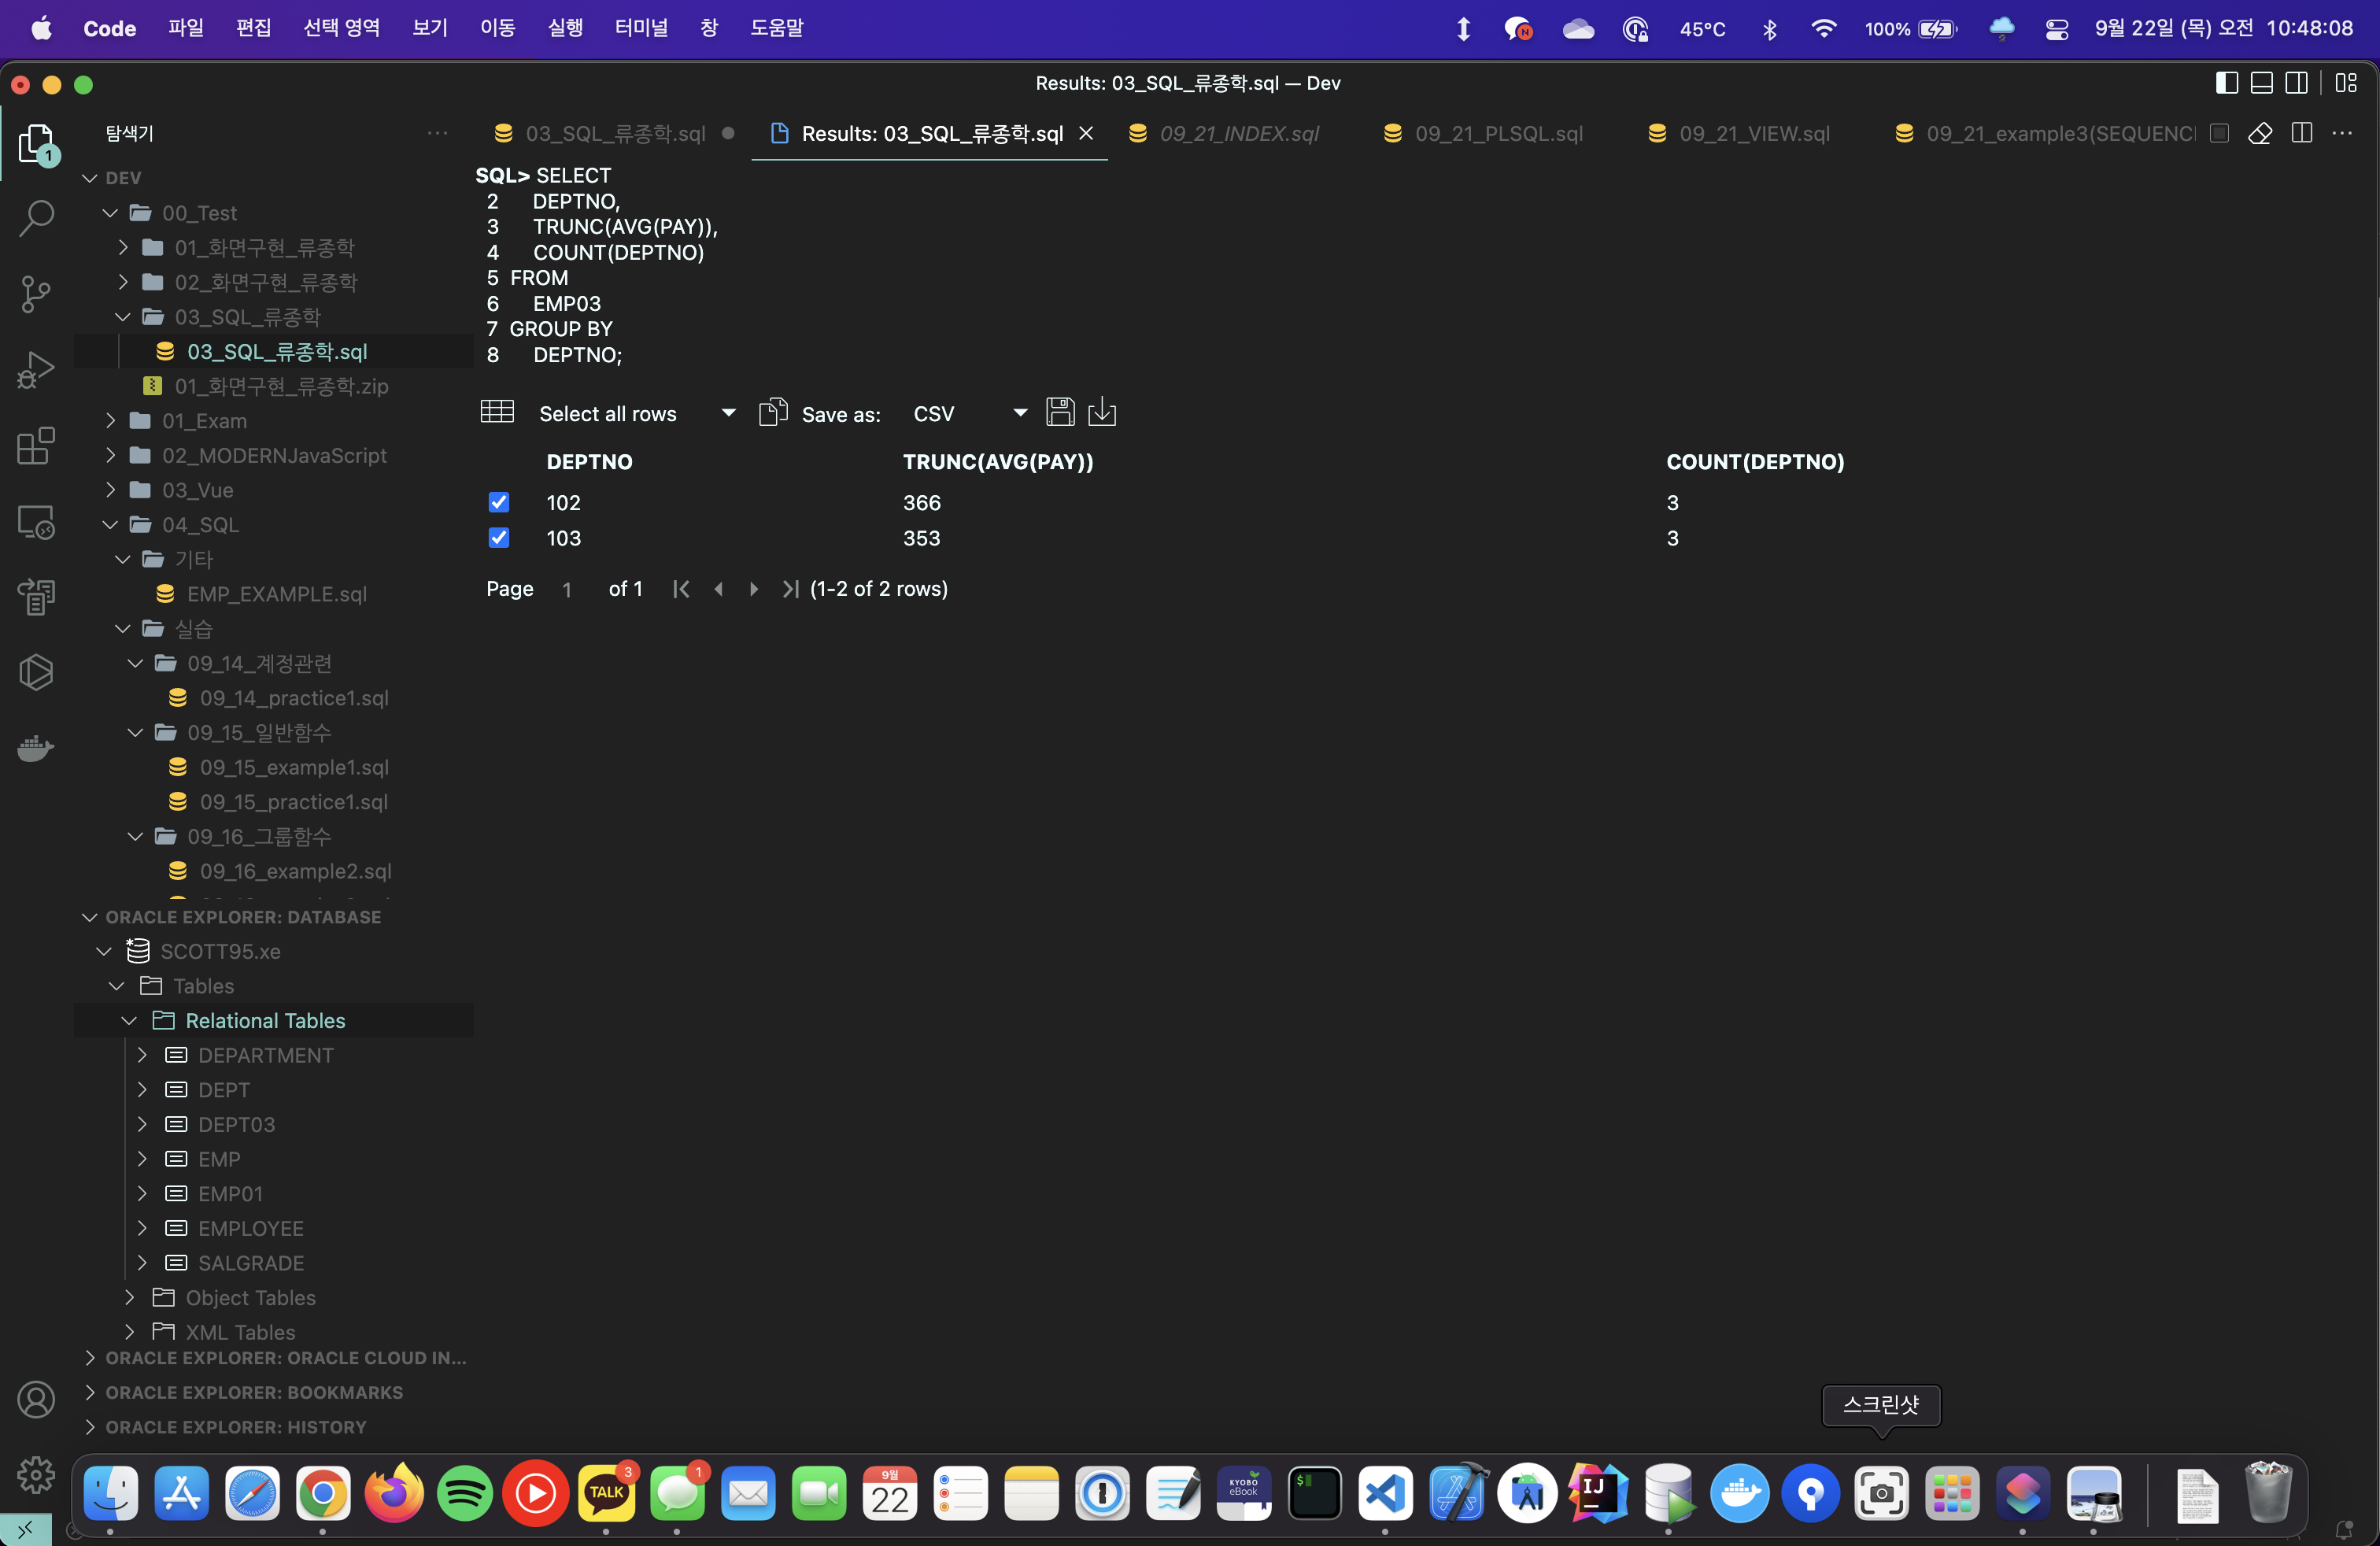 Code 파일 편집 선택 영역 보기 이동 실행 터미널 창 도움말 45°C 100% 9월 22일 (목) 오전 10:48:08
Results: 03_SQL_류종학.sql — Dev
탐색기
03_SQL_류종학.sql Results: 03_SQL_류종학.sql 09_21_INDEX.sql 09_21_PLSQL.sql 09_21_VIEW.sql 09_21_example3(SEQUENC
1
DEV
00_Test
01_화면구현_류종학
02_화면구현_류종학
03_SQL_류종학
03_SQL_류종학.sql
01_화면구현_류종학.zip
01_Exam
02_MODERNJavaScript
03_Vue
04_SQL
기타
EMP_EXAMPLE.sql
실습
09_14_계정관련
09_14_practice1.sql
09_15_일반함수
09_15_example1.sql
09_15_practice1.sql
09_16_그룹함수
09_16_example2.sql
ORACLE EXPLORER: DATABASE
SCOTT95.xe
Tables
Relational Tables
DEPARTMENT
DEPT
DEPT03
EMP
EMP01
EMPLOYEE
SALGRADE
Object Tables
XML Tables
ORACLE EXPLORER: ORACLE CLOUD IN...
ORACLE EXPLORER: BOOKMARKS
ORACLE EXPLORER: HISTORY
SQL> SELECT
2 DEPTNO,
3 TRUNC(AVG(PAY)),
4 COUNT(DEPTNO)
5 FROM
6 EMP03
7 GROUP BY
8 DEPTNO;
Select all rows Save as: CSV
DEPTNO TRUNC(AVG(PAY)) COUNT(DEPTNO)
102 366 3
103 353 3
Page 1 of 1 (1-2 of 2 rows)
스크린샷
TALK 3
1
9월
22
KYOBO
eBook
$
IJ